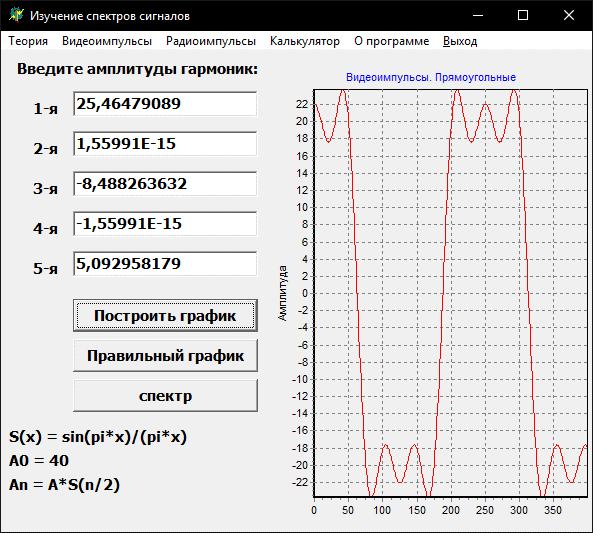 Изучение спектров сигналов
Теория Видеоимпульсы Радиоимпульсы Калькулятор О программе Выход
Введите амплитуды гармоник:
1-я 25,46479089
2-я 1,55991E-15
3-я -8,488263632
4-я -1,55991E-15
5-я 5,092958179
Построить график
Правильный график
спектр
S(x) = sin(pi*x)/(pi*x)
A0 = 40
An = A*S(n/2)
Видеоимпульсы. Прямоугольные
Амплитуда
22
20
18
16
14
12
10
8
6
4
2
0
-2
-4
-6
-8
-10
-12
-14
-16
-18
-20
-22
0 50 100 150 200 250 300 350